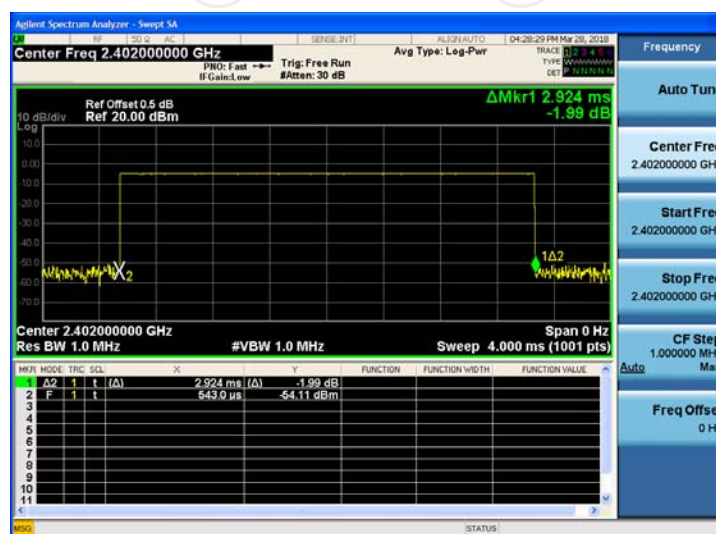 Agilent Spectrum Analyzer - Swept SA
RF 50 Ω AC SENSE:INT ALIGNAUTO 04:28:29 PM Mar 28, 2018
Center Freq 2.402000000 GHz
PNO: Fast
IFGain:Low
Trig: Free Run
#Atten: 30 dB
Avg Type: Log-Pwr
TRACE 1 2 3 4 5 6
TYPE
DET P N N N N N
ΔMkr1 2.924 ms
-1.99 dB
Ref Offset 0.5 dB
10 dB/div Ref 20.00 dBm
Log
10.0
0.00
-10.0
-20.0
-30.0
-40.0
-50.0
-60.0
-70.0
X2
1Δ2
Center 2.402000000 GHz Span 0 Hz
Res BW 1.0 MHz #VBW 1.0 MHz Sweep 4.000 ms (1001 pts)
MKR MODE TRC SCL X Y FUNCTION FUNCTION WIDTH FUNCTION VALUE
1 Δ2 1 t (Δ) 2.924 ms (Δ) -1.99 dB
2 F 1 t 543.0 µs -54.11 dBm
3
4
5
6
7
8
9
10
11
MSG STATUS
Frequency
Auto Tun
Center Fre
2.402000000 GH
Start Fre
2.402000000 GH
Stop Fre
2.402000000 GH
CF Step
1.000000 MH
Auto Ma
Freq Offse
0 H